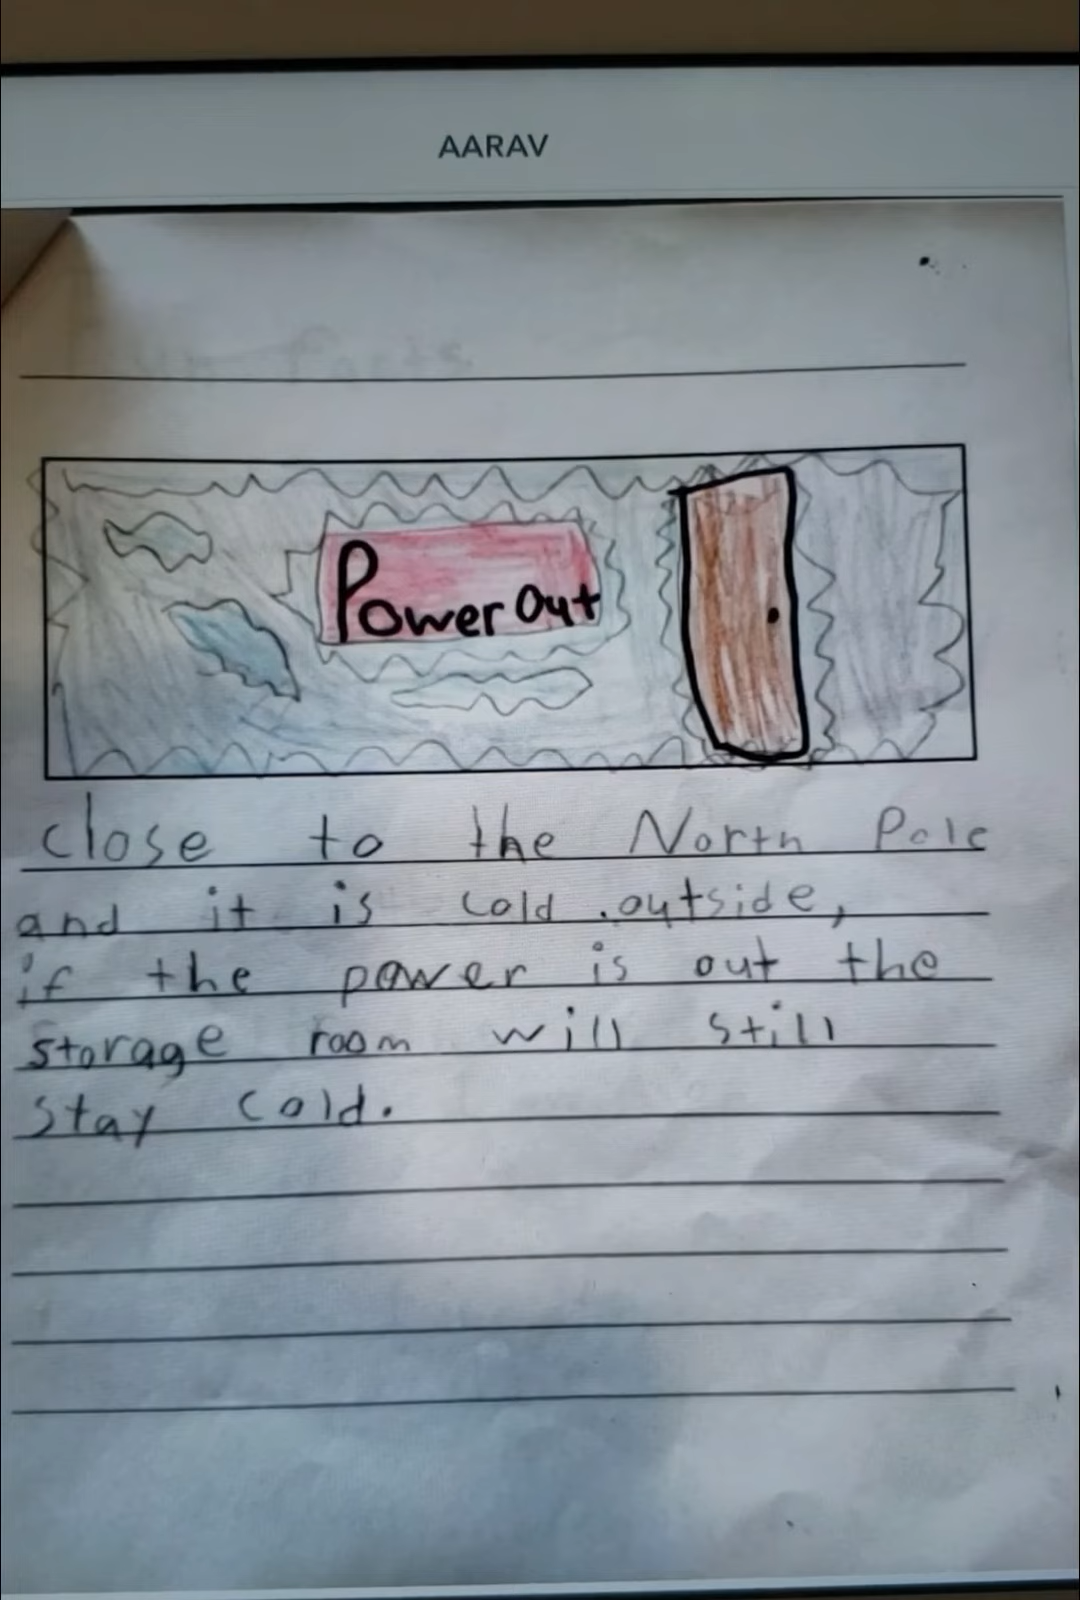 AARAV
Power Out
close to the North Pole
and it is cold outside,
if the power is out the
storage room will still
stay cold.